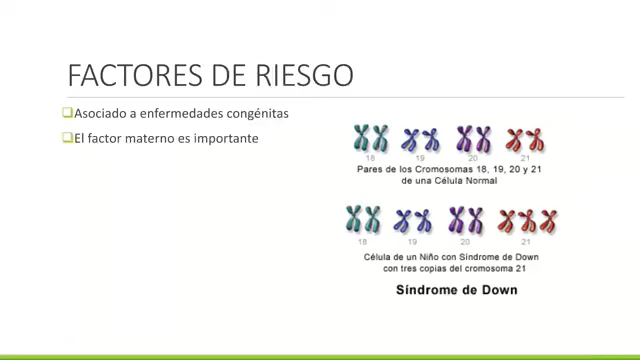 FACTORES DE RIESGO
Asociado a enfermedades congénitas
El factor materno es importante
18 19 20 21
Pares de los Cromosomas 18, 19, 20 y 21
de una Célula Normal
18 19 20 21
Célula de un Niño con Síndrome de Down
con tres copias del cromosoma 21
Síndrome de Down